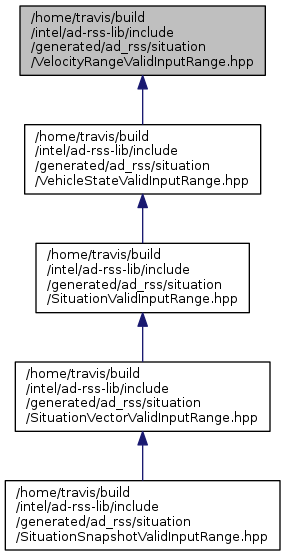 /home/travis/build
/intel/ad-rss-lib/include
/generated/ad_rss/situation
/VelocityRangeValidInputRange.hpp
/home/travis/build
/intel/ad-rss-lib/include
/generated/ad_rss/situation
/VehicleStateValidInputRange.hpp
/home/travis/build
/intel/ad-rss-lib/include
/generated/ad_rss/situation
/SituationValidInputRange.hpp
/home/travis/build
/intel/ad-rss-lib/include
/generated/ad_rss/situation
/SituationVectorValidInputRange.hpp
/home/travis/build
/intel/ad-rss-lib/include
/generated/ad_rss/situation
/SituationSnapshotValidInputRange.hpp